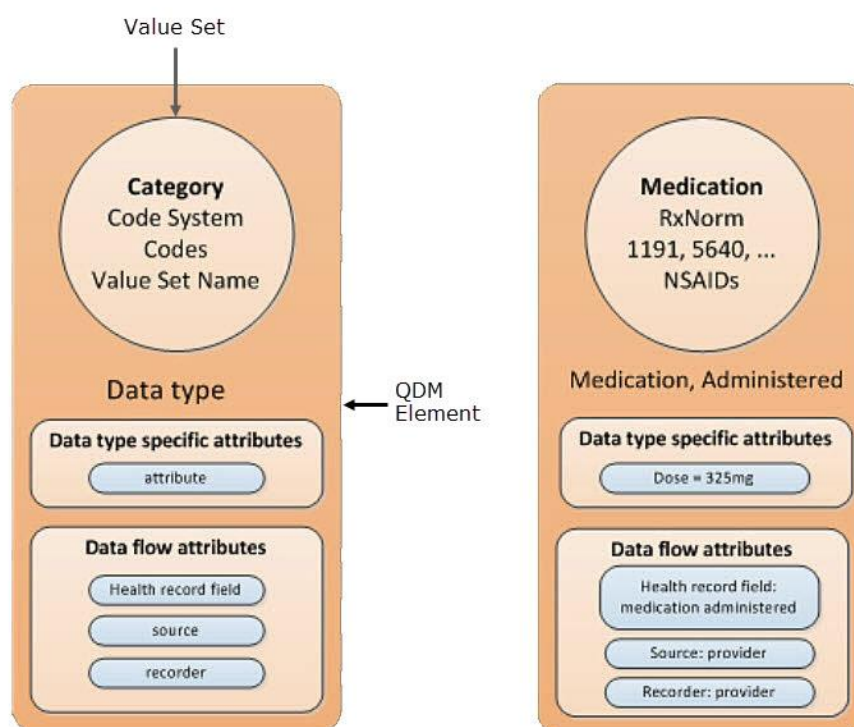 Value Set
Category
Code System
Codes
Value Set Name
Data type
Data type specific attributes
attribute
Data flow attributes
Health record field
source
recorder
QDM
Element
Medication
RxNorm
1191, 5640, ...
NSAIDs
Medication, Administered
Data type specific attributes
Dose = 325mg
Data flow attributes
Health record field:
medication administered
Source: provider
Recorder: provider